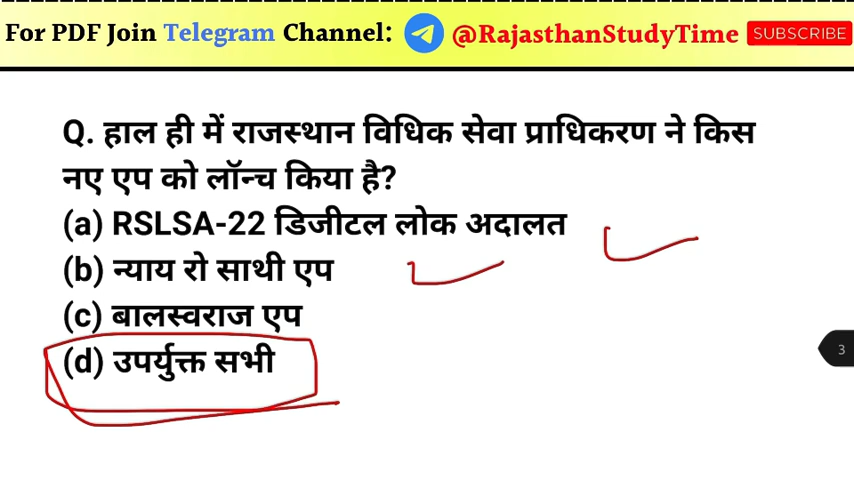 For PDF Join Telegram Channel: @RajasthanStudyTime SUBSCRIBE
Q. हाल ही में राजस्थान विधिक सेवा प्राधिकरण ने किस
नए एप को लॉन्च किया है?
(a) RSLSA-22 डिजीटल लोक अदालत
(b) न्याय रो साथी एप
(c) बालस्वराज एप
(d) उपर्युक्त सभी
3